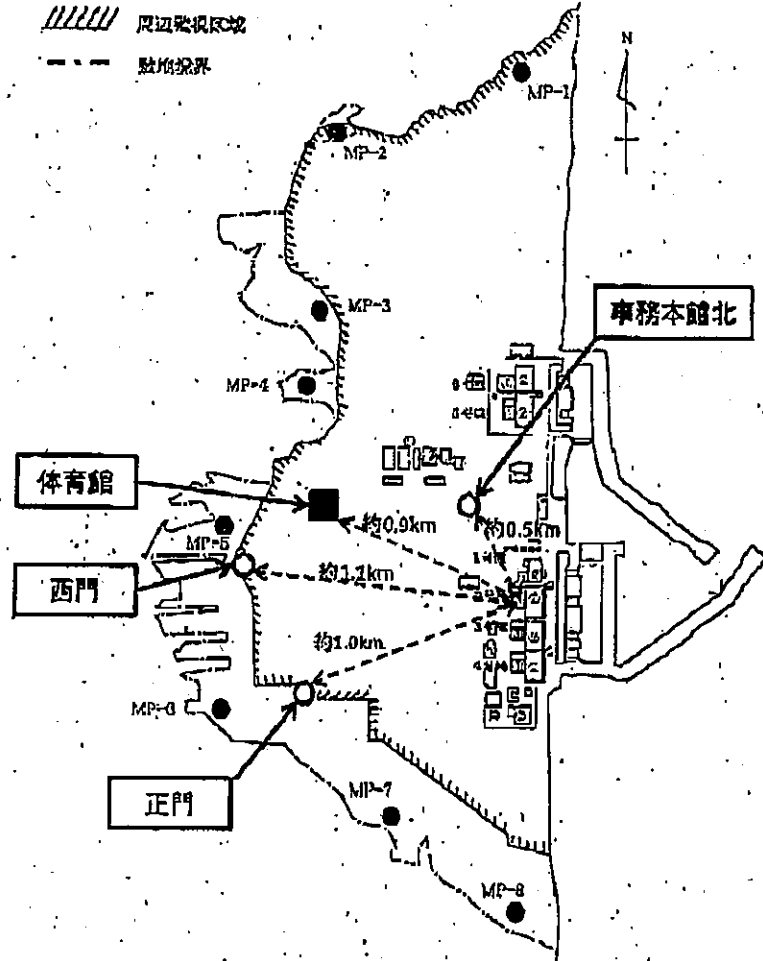 周辺監視区域
敷地境界
N
MP-1
MP-2
MP-3
事務本館北
MP-4
体育館
約0.9km
約0.5km
MP-5
西門
約1.1km
約1.0km
MP-6
正門
MP-7
MP-8